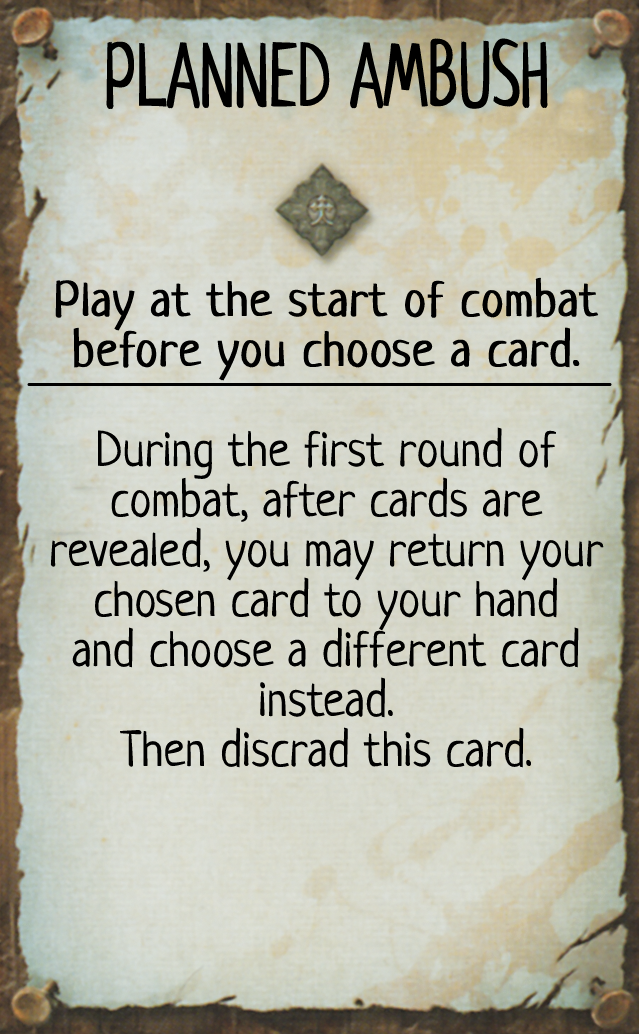 PLANNED AMBUSH
Play at the start of combat
before you choose a card.
During the first round of
combat, after cards are
revealed, you may return your
chosen card to your hand
and choose a different card
instead.
Then discrad this card.